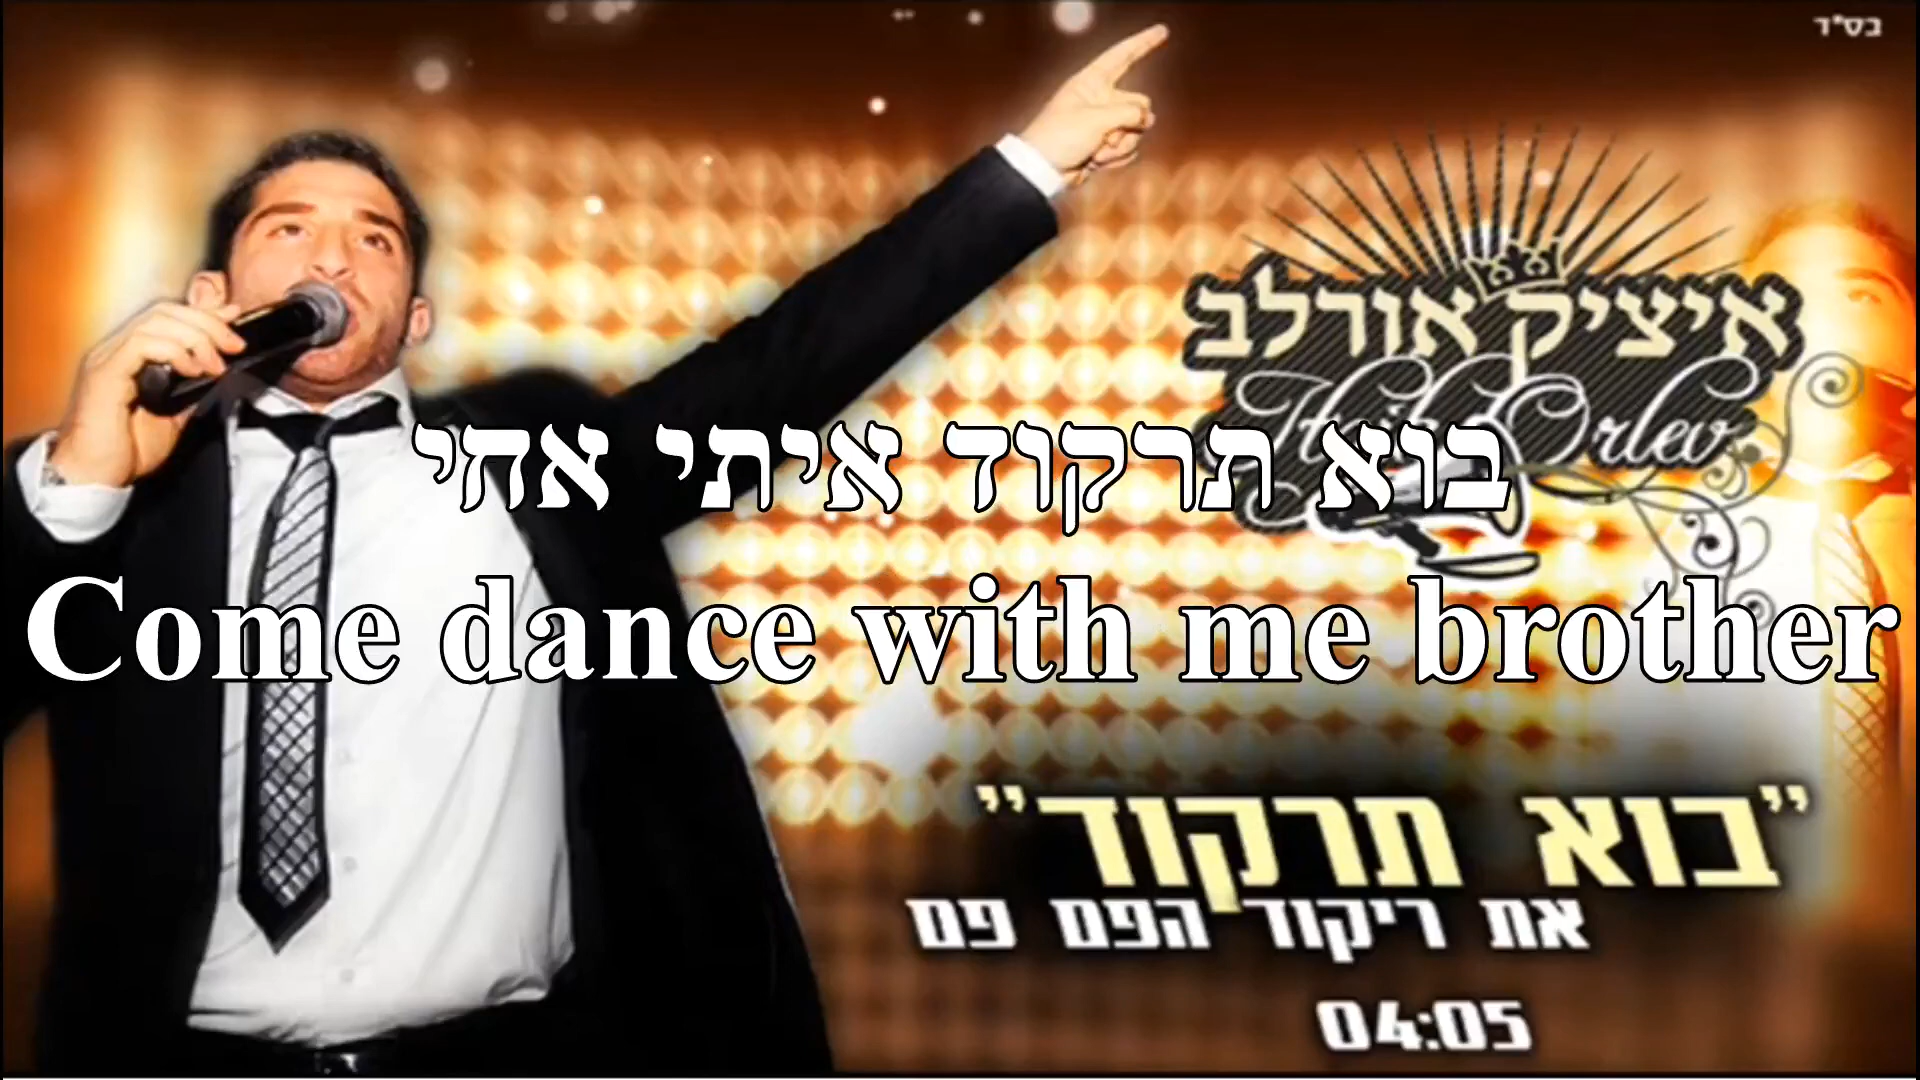 בס"ד
איציק אורלב
Itzik Orlev
בוא תרקוד איתי אחי
Come dance with me brother
"בוא תרקוד"
את ריקוד הפם פם
04:05